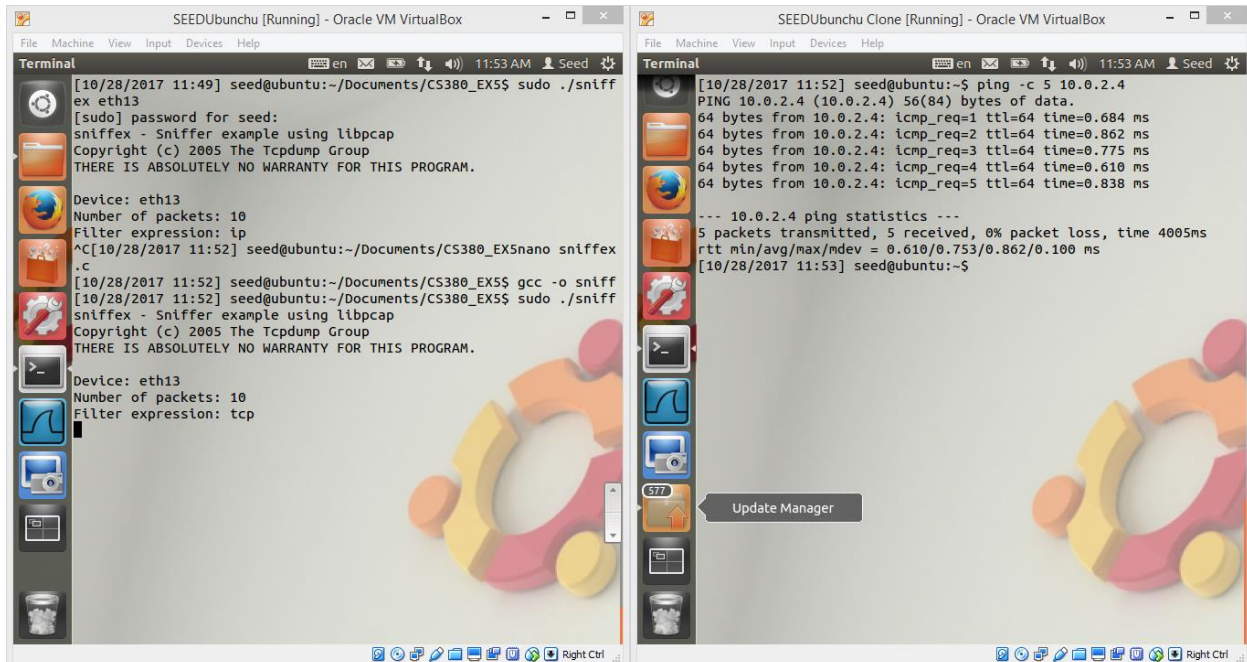 SEEDUbunchu [Running] - Oracle VM VirtualBox
File Machine View Input Devices Help
Terminal
en
11:53 AM
Seed
[10/28/2017 11:49] seed@ubuntu:~/Documents/CS380_EX5$ sudo ./sniff
ex eth13
[sudo] password for seed:
sniffex - Sniffer example using libpcap
Copyright (c) 2005 The Tcpdump Group
THERE IS ABSOLUTELY NO WARRANTY FOR THIS PROGRAM.
Device: eth13
Number of packets: 10
Filter expression: ip
^C[10/28/2017 11:52] seed@ubuntu:~/Documents/CS380_EX5nano sniffex
.c
[10/28/2017 11:52] seed@ubuntu:~/Documents/CS380_EX5$ gcc -o sniff
[10/28/2017 11:52] seed@ubuntu:~/Documents/CS380_EX5$ sudo ./sniff
sniffex - Sniffer example using libpcap
Copyright (c) 2005 The Tcpdump Group
THERE IS ABSOLUTELY NO WARRANTY FOR THIS PROGRAM.
Device: eth13
Number of packets: 10
Filter expression: tcp
Right Ctrl
SEEDUbunchu Clone [Running] - Oracle VM VirtualBox
File Machine View Input Devices Help
Terminal
en
11:53 AM
Seed
[10/28/2017 11:52] seed@ubuntu:~$ ping -c 5 10.0.2.4
PING 10.0.2.4 (10.0.2.4) 56(84) bytes of data.
64 bytes from 10.0.2.4: icmp_req=1 ttl=64 time=0.684 ms
64 bytes from 10.0.2.4: icmp_req=2 ttl=64 time=0.862 ms
64 bytes from 10.0.2.4: icmp_req=3 ttl=64 time=0.775 ms
64 bytes from 10.0.2.4: icmp_req=4 ttl=64 time=0.610 ms
64 bytes from 10.0.2.4: icmp_req=5 ttl=64 time=0.838 ms
--- 10.0.2.4 ping statistics ---
5 packets transmitted, 5 received, 0% packet loss, time 4005ms
rtt min/avg/max/mdev = 0.610/0.753/0.862/0.100 ms
[10/28/2017 11:53] seed@ubuntu:~$
577
Update Manager
Right Ctrl